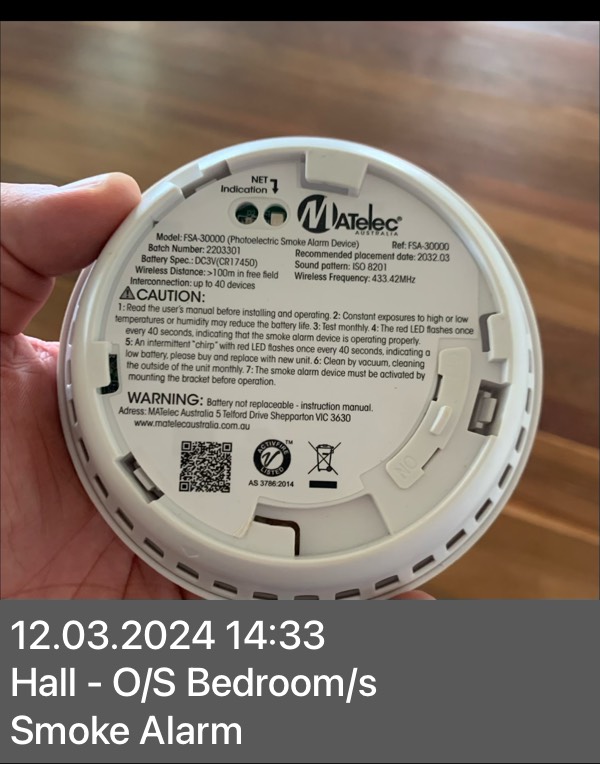 NET
Indication
MATelec®
AUSTRALIA
Model: FSA-30000 (Photoelectric Smoke Alarm Device) Ref: FSA-30000
Batch Number: 2203301 Recommended placement date: 2032.03
Battery Spec.: DC3V(CR17450) Sound pattern: ISO 8201
Wireless Distance: >100m in free field Wireless Frequency: 433.42MHz
Interconnection: up to 40 devices
CAUTION:
1: Read the user's manual before installing and operating. 2: Constant exposures to high or low
temperatures or humidity may reduce the battery life. 3: Test monthly. 4: The red LED flashes once
every 40 seconds, indicating that the smoke alarm device is operating properly.
5: An intermittent "chirp" with red LED flashes once every 40 seconds, indicating a
low battery, please buy and replace with new unit. 6: Clean by vacuum, cleaning
the outside of the unit monthly. 7: The smoke alarm device must be activated by
mounting the bracket before operation.
WARNING: Battery not replaceable - instruction manual.
Adress: MATelec Australia 5 Telford Drive Shepparton VIC 3630
www.matelecaustralia.com.au
ACTIVFIRE
LISTED
TM
AS 3786:2014
ON
12.03.2024 14:33
Hall - O/S Bedroom/s
Smoke Alarm